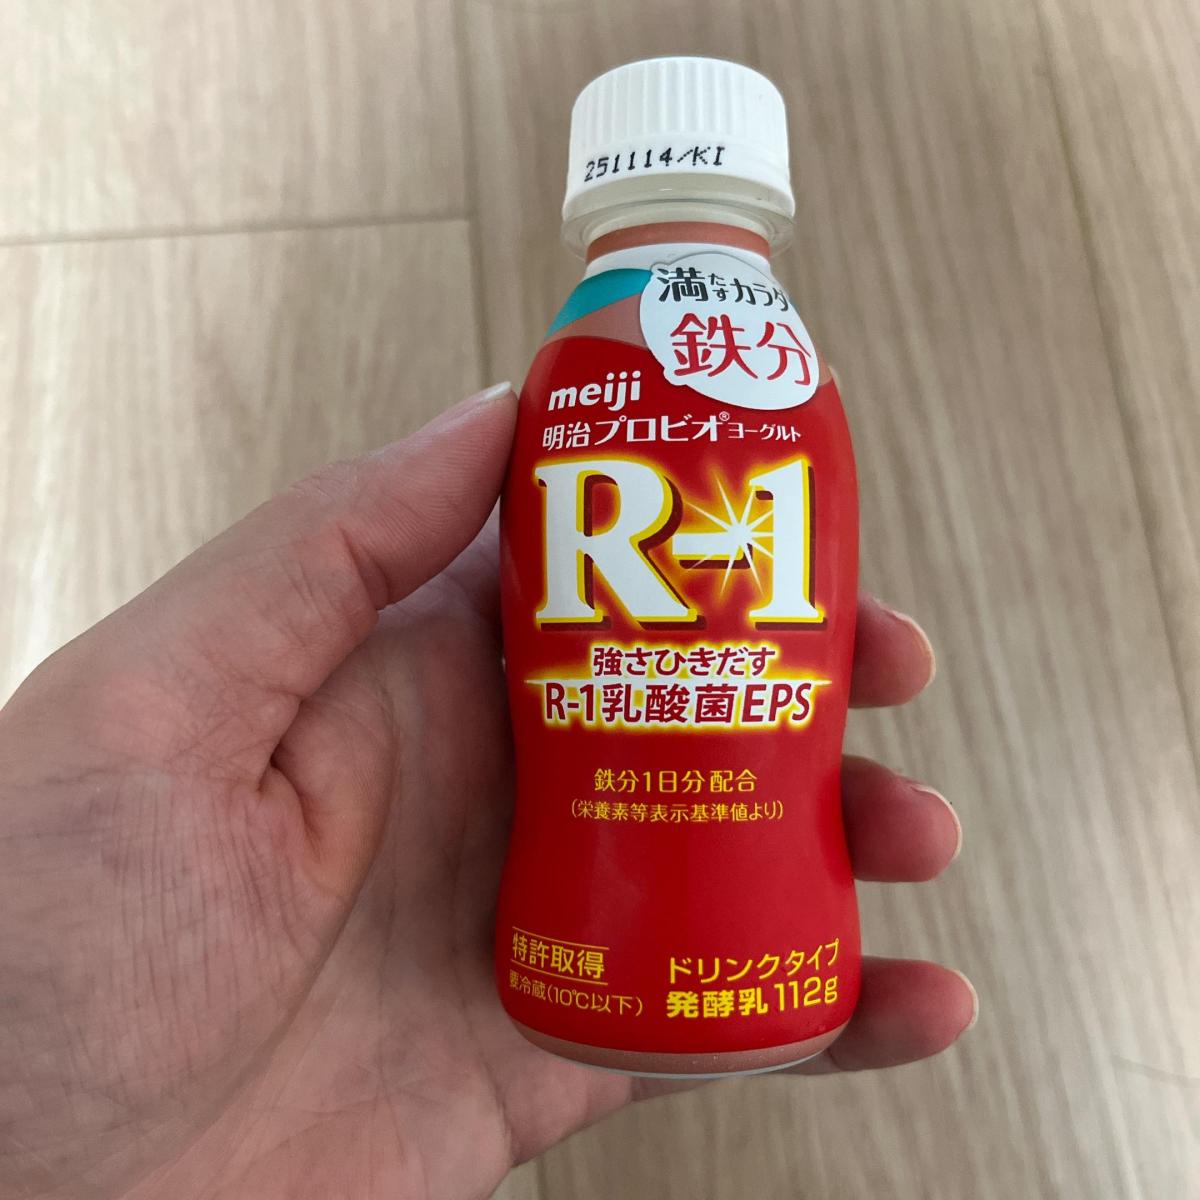 251114/KI
満たすカラダ
鉄分
meiji
明治プロビオ®ヨーグルト
R-1
強さひきだす
R-1乳酸菌EPS
鉄分1日分配合
(栄養素等表示基準値より)
特許取得
要冷蔵(10℃以下)
ドリンクタイプ
発酵乳112g